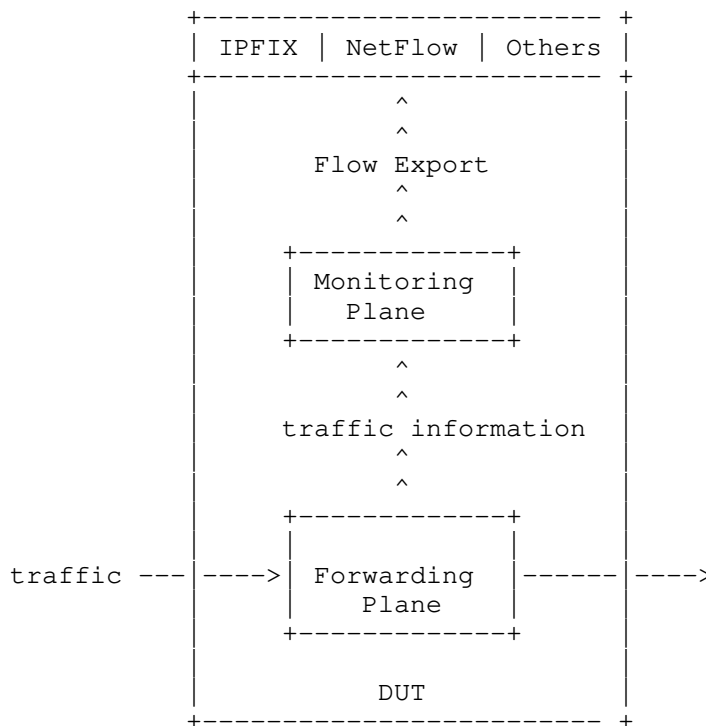 IPFIX | NetFlow | Others
Flow Export
Monitoring
Plane
traffic information
traffic
Forwarding
Plane
DUT